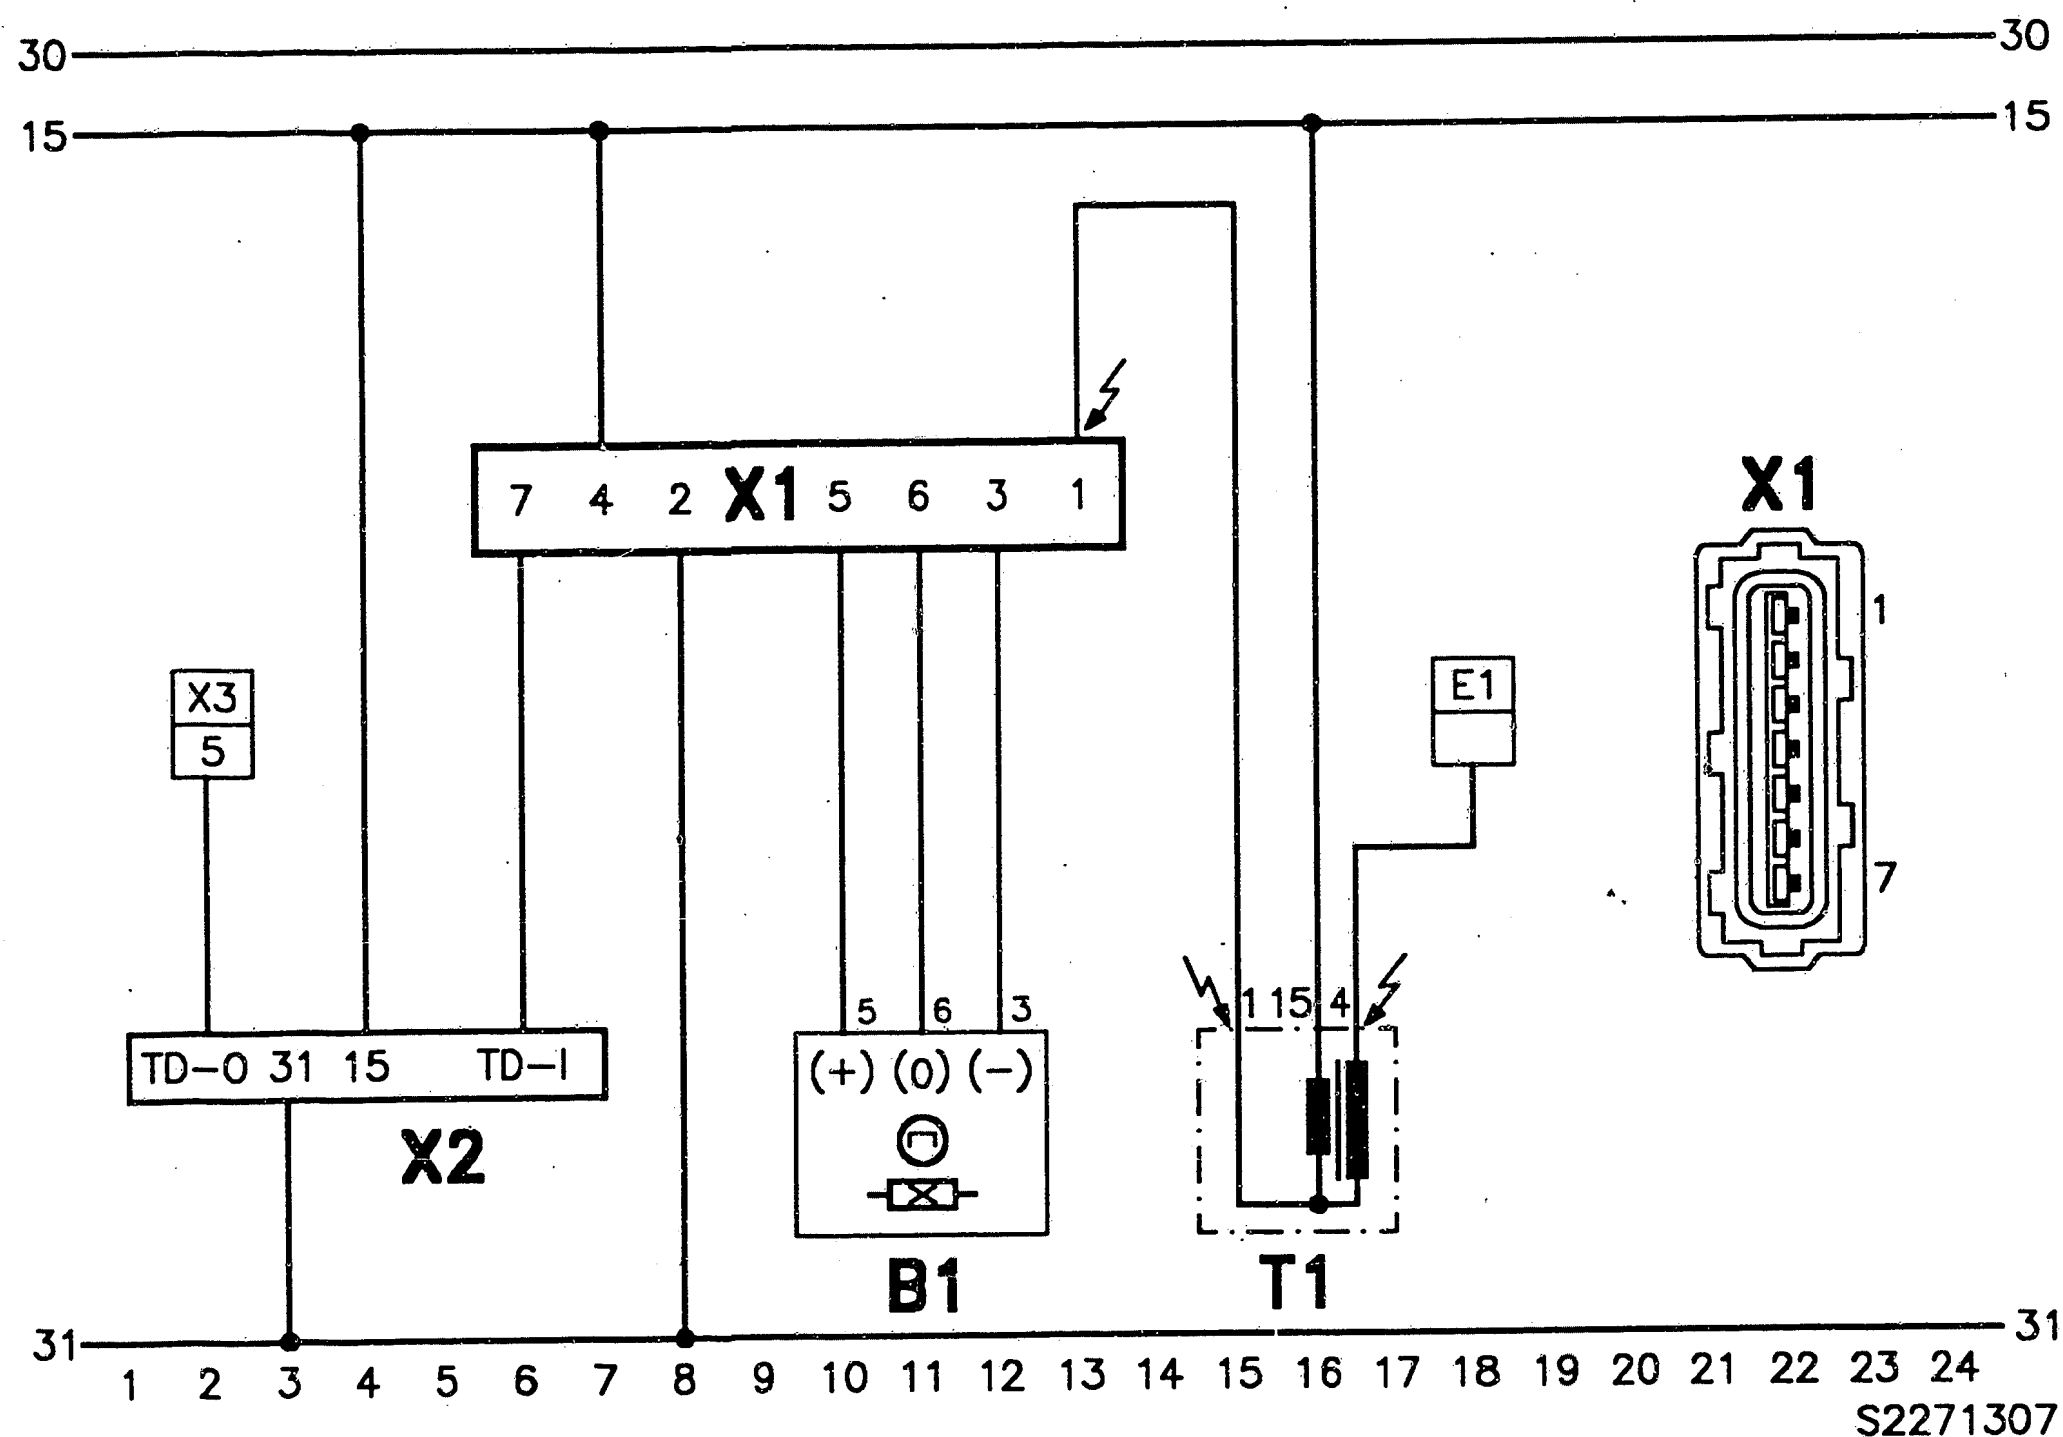 30 30
15 15
7 4 2 X1 5 6 3 1
X1
1
7
X3
5
E1
5 6 3
1 15 4
TD-O 31 15 TD-I
(+) (0) (-)
X2
B1
T1
31 31
1 2 3 4 5 6 7 8 9 10 11 12 13 14 15 16 17 18 19 20 21 22 23 24
S2271307